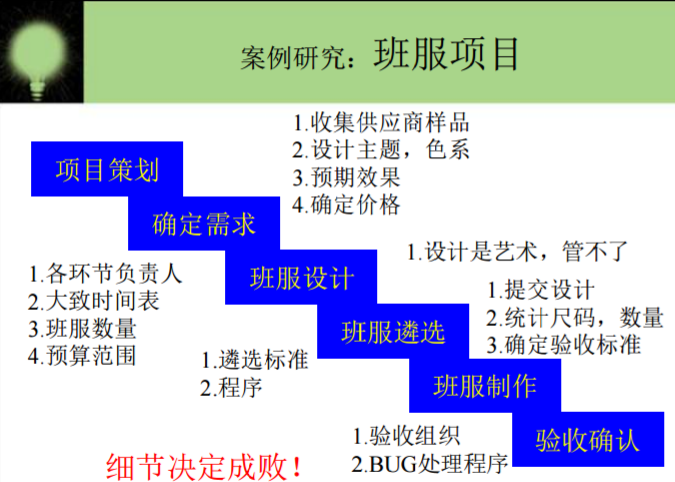 案例研究：班服项目
1.收集供应商样品
2.设计主题，色系
3.预期效果
4.确定价格
项目策划
确定需求
班服设计
班服遴选
班服制作
验收确认
1.设计是艺术，管不了
1.各环节负责人
2.大致时间表
3.班服数量
4.预算范围
1.提交设计
2.统计尺码，数量
3.确定验收标准
1.遴选标准
2.程序
1.验收组织
2.BUG处理程序
细节决定成败！